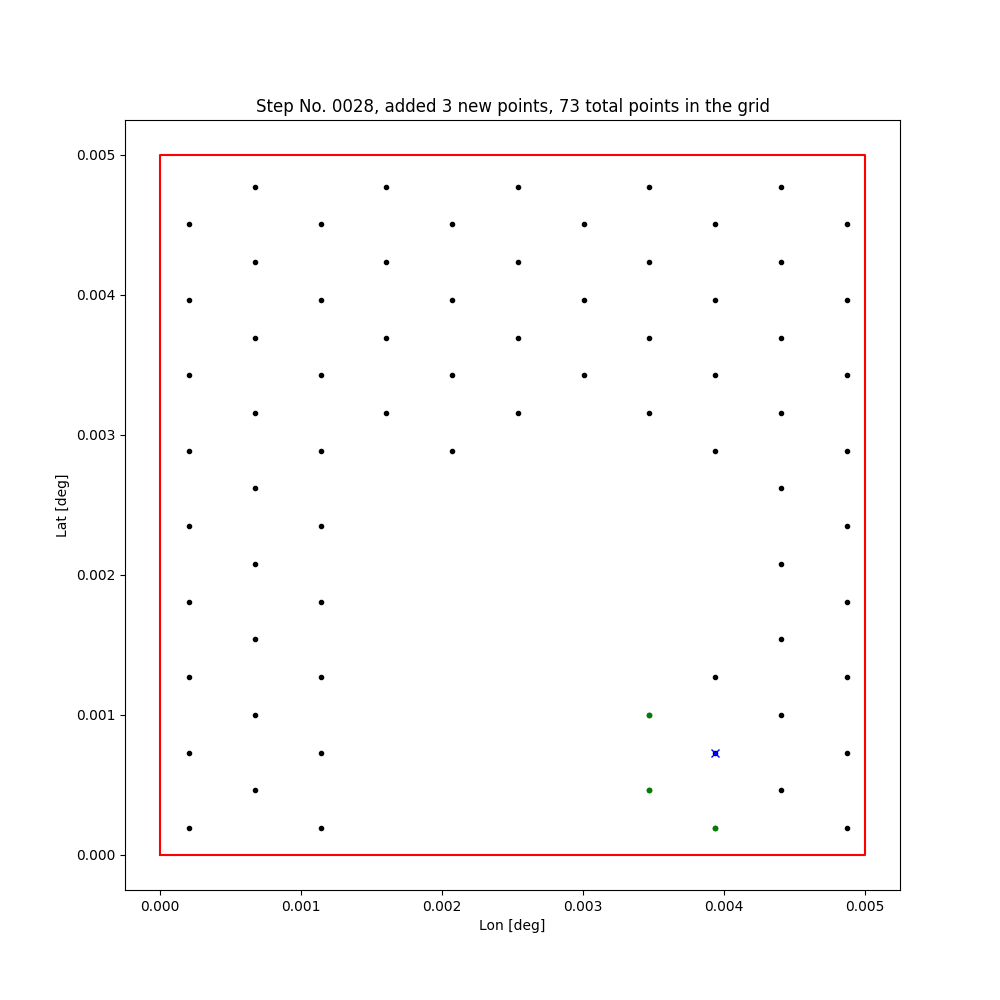 Step No. 0028, added 3 new points, 73 total points in the grid
0.005
0.004
0.003
0.002
0.001
0.000
Lat [deg]
0.000 0.001 0.002 0.003 0.004 0.005
Lon [deg]